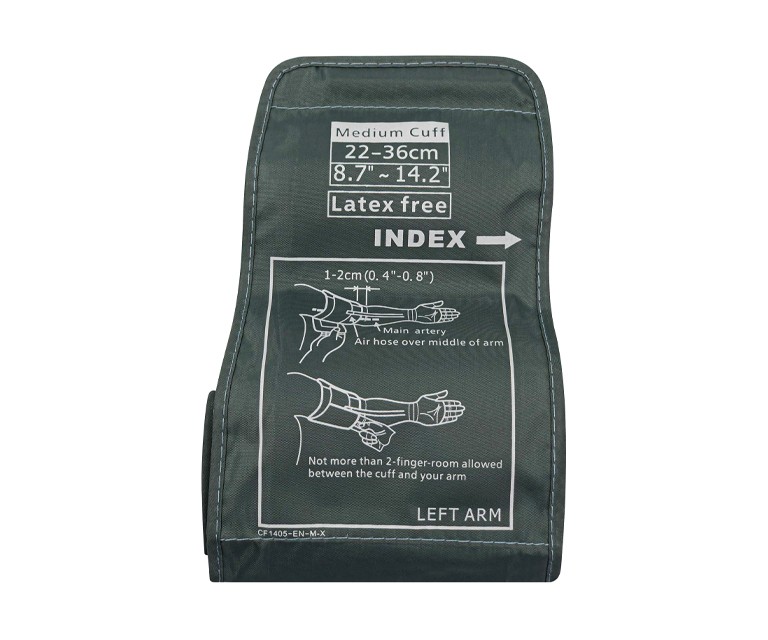 Medium Cuff
22-36cm
8.7" ~ 14.2"
Latex free
INDEX
1-2cm(0.4"-0.8")
Main artery
Air hose over middle of arm
Not more than 2-finger-room allowed
between the cuff and your arm
LEFT ARM
CF1405-EN-M-X